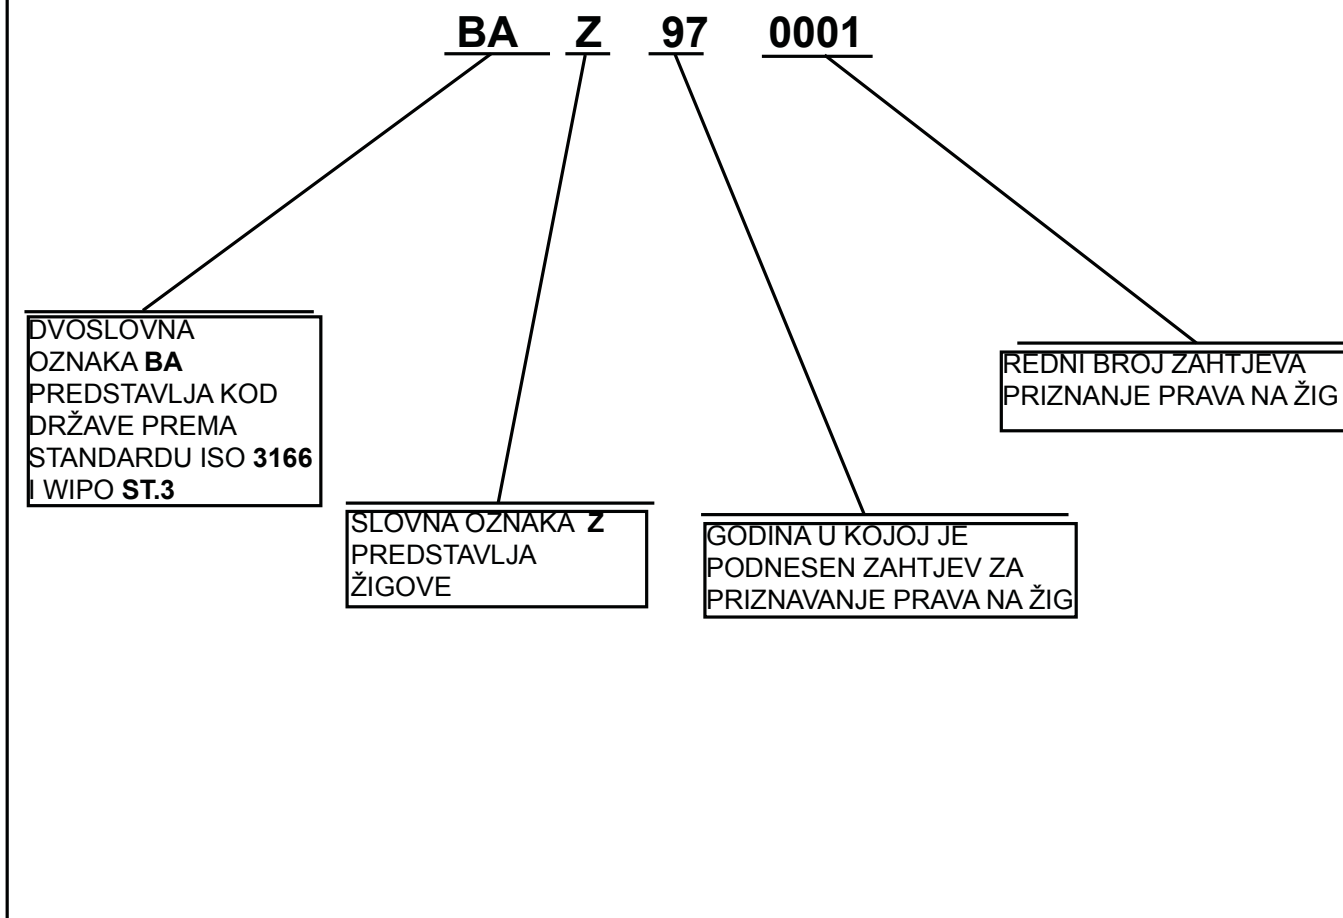 BA Z 97 0001
DVOSLOVNA
OZNAKA BA
PREDSTAVLJA KOD
DRŽAVE PREMA
STANDARDU ISO 3166
I WIPO ST.3
SLOVNA OZNAKA Z
PREDSTAVLJA
ŽIGOVE
GODINA U KOJOJ JE
PODNESEN ZAHTJEV ZA
PRIZNAVANJE PRAVA NA ŽIG
REDNI BROJ ZAHTJEVA
PRIZNANJE PRAVA NA ŽIG